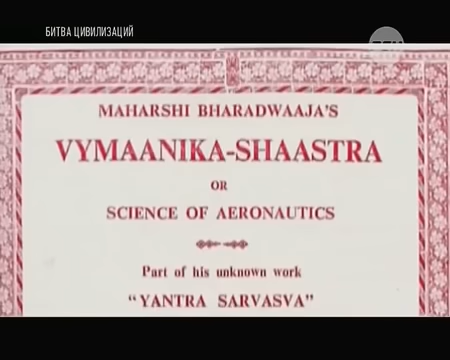 БИТВА ЦИВИЛИЗАЦИЙ
MAHARSHI BHARADWAAJA'S
VYMAANIKA-SHAASTRA
OR
SCIENCE OF AERONAUTICS
Part of his unknown work
“YANTRA SARVASVA”